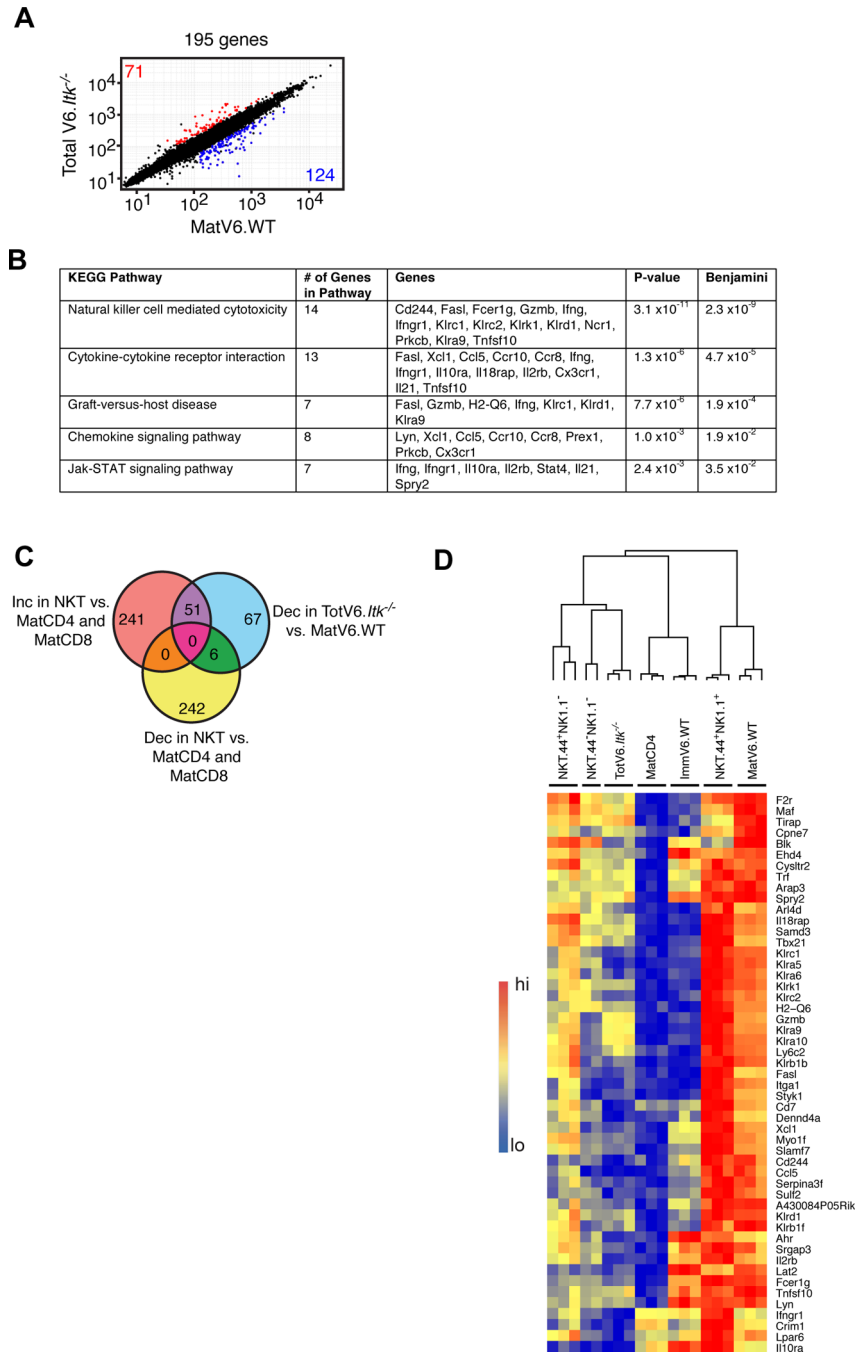 A
195 genes
71
124
10^4
10^3
10^2
10^1
Total V6.Itk-/-
10^1 10^2 10^3 10^4
MatV6.WT
B
KEGG Pathway # of Genes in Pathway Genes P-value Benjamini
Natural killer cell mediated cytotoxicity 14 Cd244, Fasl, Fcer1g, Gzmb, Ifng, 3.1 x10^-11 2.3 x10^-9
Ifngr1, Klrc1, Klrc2, Klrk1, Klrd1, Ncr1,
Prkcb, Klra9, Tnfsf10
Cytokine-cytokine receptor interaction 13 Fasl, Xcl1, Ccl5, Ccr10, Ccr8, Ifng, 1.3 x10^-6 4.7 x10^-5
Ifngr1, Il10ra, Il18rap, Il2rb, Cx3cr1,
Il21, Tnfsf10
Graft-versus-host disease 7 Fasl, Gzmb, H2-Q6, Ifng, Klrc1, Klrd1, 7.7 x10^-6 1.9 x10^-4
Klra9
Chemokine signaling pathway 8 Lyn, Xcl1, Ccl5, Ccr10, Ccr8, Prex1, 1.0 x10^-3 1.9 x10^-2
Prkcb, Cx3cr1
Jak-STAT signaling pathway 7 Ifng, Ifngr1, Il10ra, Il2rb, Stat4, Il21, 2.4 x10^-3 3.5 x10^-2
Spry2
C
Inc in NKT vs.
MatCD4 and
MatCD8
241
51
67
0
0
6
242
Dec in TotV6.Itk-/-
vs. MatV6.WT
Dec in NKT vs.
MatCD4 and
MatCD8
D
NKT.44+NK1.1-
NKT.44-NK1.1-
TotV6.Itk-/-
MatCD4
ImmV6.WT
NKT.44+NK1.1+
MatV6.WT
hi
lo
F2r
Maf
Tirap
Cpne7
Blk
Ehd4
Cysltr2
Trf
Arap3
Spry2
Arl4d
Il18rap
Samd3
Tbx21
Klrc1
Klra5
Klra6
Klrk1
Klrc2
H2−Q6
Gzmb
Klra9
Klra10
Ly6c2
Klrb1b
Fasl
Itga1
Styk1
Cd7
Dennd4a
Xcl1
Myo1f
Slamf7
Cd244
Ccl5
Serpina3f
Sulf2
A430084P05Rik
Klrd1
Klrb1f
Ahr
Srgap3
Il2rb
Lat2
Fcer1g
Tnfsf10
Lyn
Ifngr1
Crim1
Lpar6
Il10ra